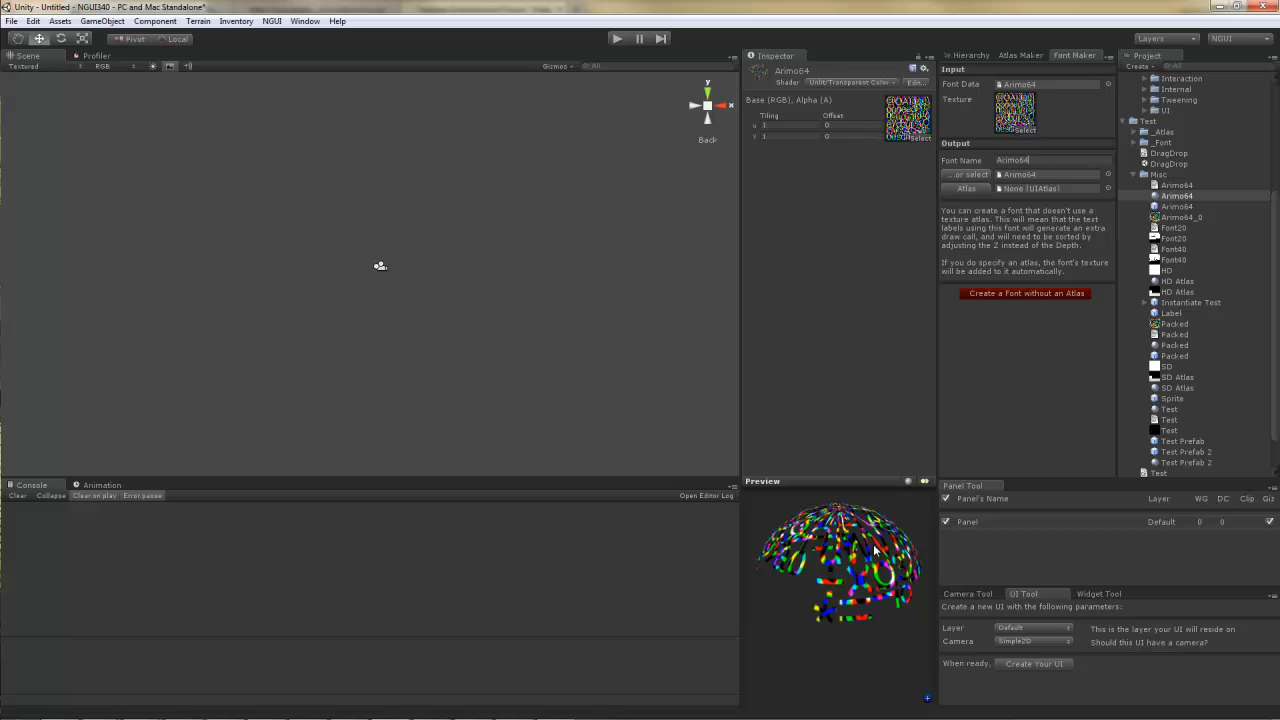 Unity - Untitled - NGUI340 - PC and Mac Standalone*
File Edit Assets GameObject Component Terrain Inventory NGUI Window Help
Pivot Local
Layers NGUI
Scene Profiler
Textured RGB Gizmos All
y
x
Back
Console Animation
Clear Collapse Clear on play Error pause Open Editor Log
Inspector
Arimo64
Shader Unlit/Transparent Color Edit...
Base (RGB), Alpha (A)
Tiling Offset
x 1 0
y 1 0
Select
Preview
Hierarchy Atlas Maker Font Maker
Input
Font Data Arimo64
Texture
Select
Output
Font Name Arimo64
...or select Arimo64
Atlas None (UIAtlas)
You can create a font that doesn't use a
texture atlas. This will mean that the text
labels using this font will generate an extra
draw call, and will need to be sorted by
adjusting the Z instead of the Depth.
If you do specify an atlas, the font's texture
will be added to it automatically.
Create a Font without an Atlas
Project
Create All
Interaction
Internal
Tweening
UI
Test
_Atlas
_Font
DragDrop
DragDrop
Misc
Arimo64
Arimo64
Arimo64
Arimo64_0
Font20
Font20
Font40
Font40
HD
HD Atlas
HD Atlas
Instantiate Test
Label
Packed
Packed
Packed
Packed
SD
SD Atlas
SD Atlas
Sprite
Test
Test
Test
Test Prefab
Test Prefab 2
Test Prefab 2
Test
Panel Tool
Panel's Name Layer WG DC Clip Giz
Panel Default 0 0
Camera Tool UI Tool Widget Tool
Create a new UI with the following parameters:
Layer Default This is the layer your UI will reside on
Camera Simple2D Should this UI have a camera?
When ready, Create Your UI